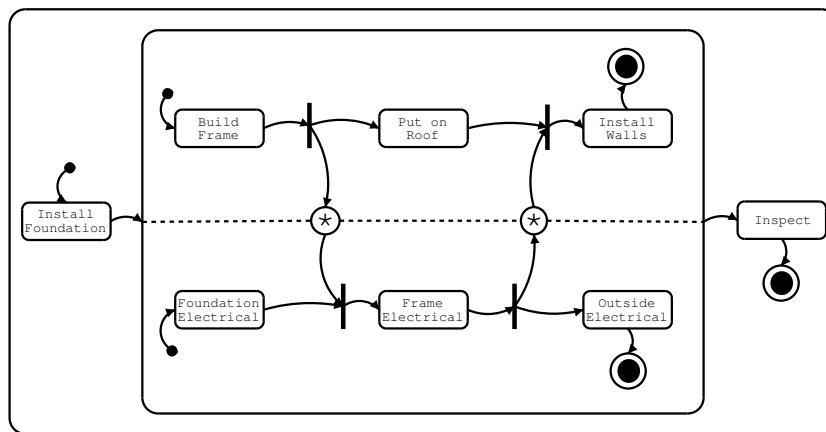 Build
Frame
Put on
Roof
Install
Walls
Install
Foundation
*
*
Inspect
Foundation
Electrical
Frame
Electrical
Outside
Electrical